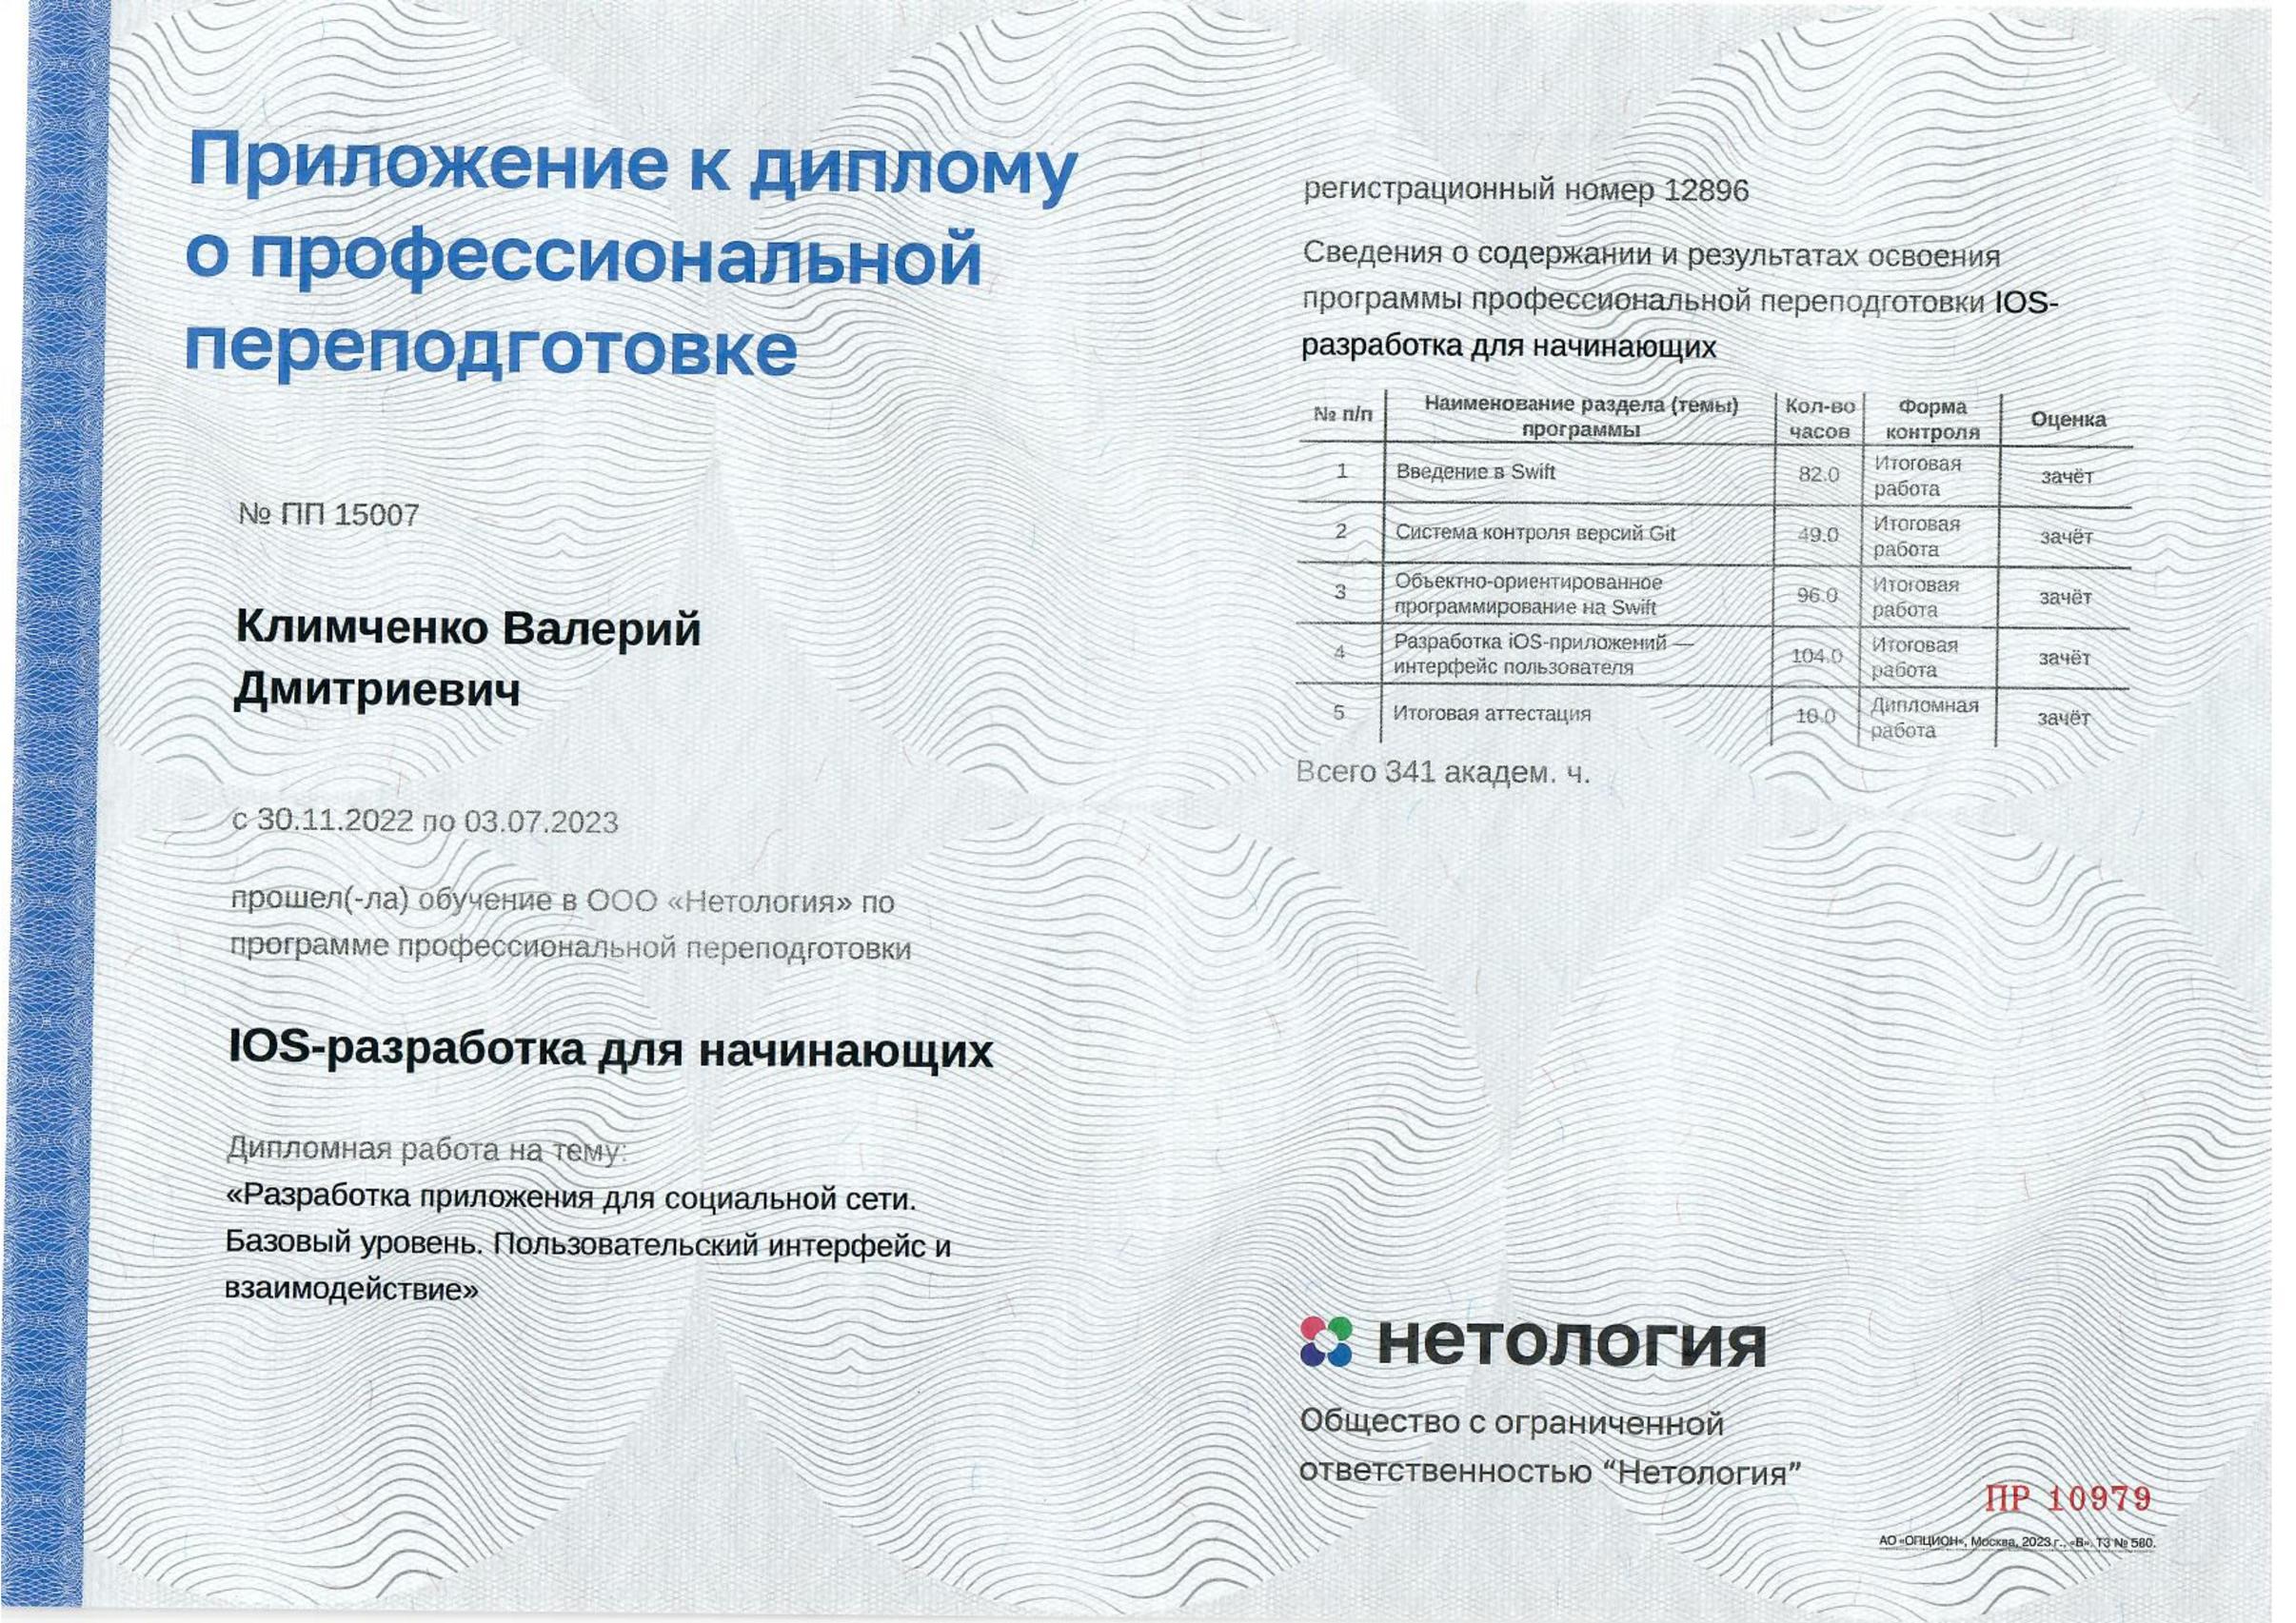 Приложение к диплому
о профессиональной
переподготовке
№ ПП 15007
Климченко Валерий
Дмитриевич
с 30.11.2022 по 03.07.2023
прошел(-ла) обучение в ООО «Нетология» по
программе профессиональной переподготовки
IOS-разработка для начинающих
Дипломная работа на тему:
«Разработка приложения для социальной сети.
Базовый уровень. Пользовательский интерфейс и
взаимодействие»
регистрационный номер 12896
Сведения о содержании и результатах освоения
программы профессиональной переподготовки IOS-
разработка для начинающих
№ п/п Наименование раздела (темы) программы Кол-во часов Форма контроля Оценка
1 Введение в Swift 82.0 Итоговая работа зачёт
2 Система контроля версий Git 49.0 Итоговая работа зачёт
3 Объектно-ориентированное программирование на Swift 96.0 Итоговая работа зачёт
4 Разработка iOS-приложений — интерфейс пользователя 104.0 Итоговая работа зачёт
5 Итоговая аттестация 10.0 Дипломная работа зачёт
Всего 341 академ. ч.
нетология
Общество с ограниченной
ответственностью “Нетология”
ПР 10979
АО «ОПЦИОН», Москва, 2023 г., «В». ТЗ № 580.